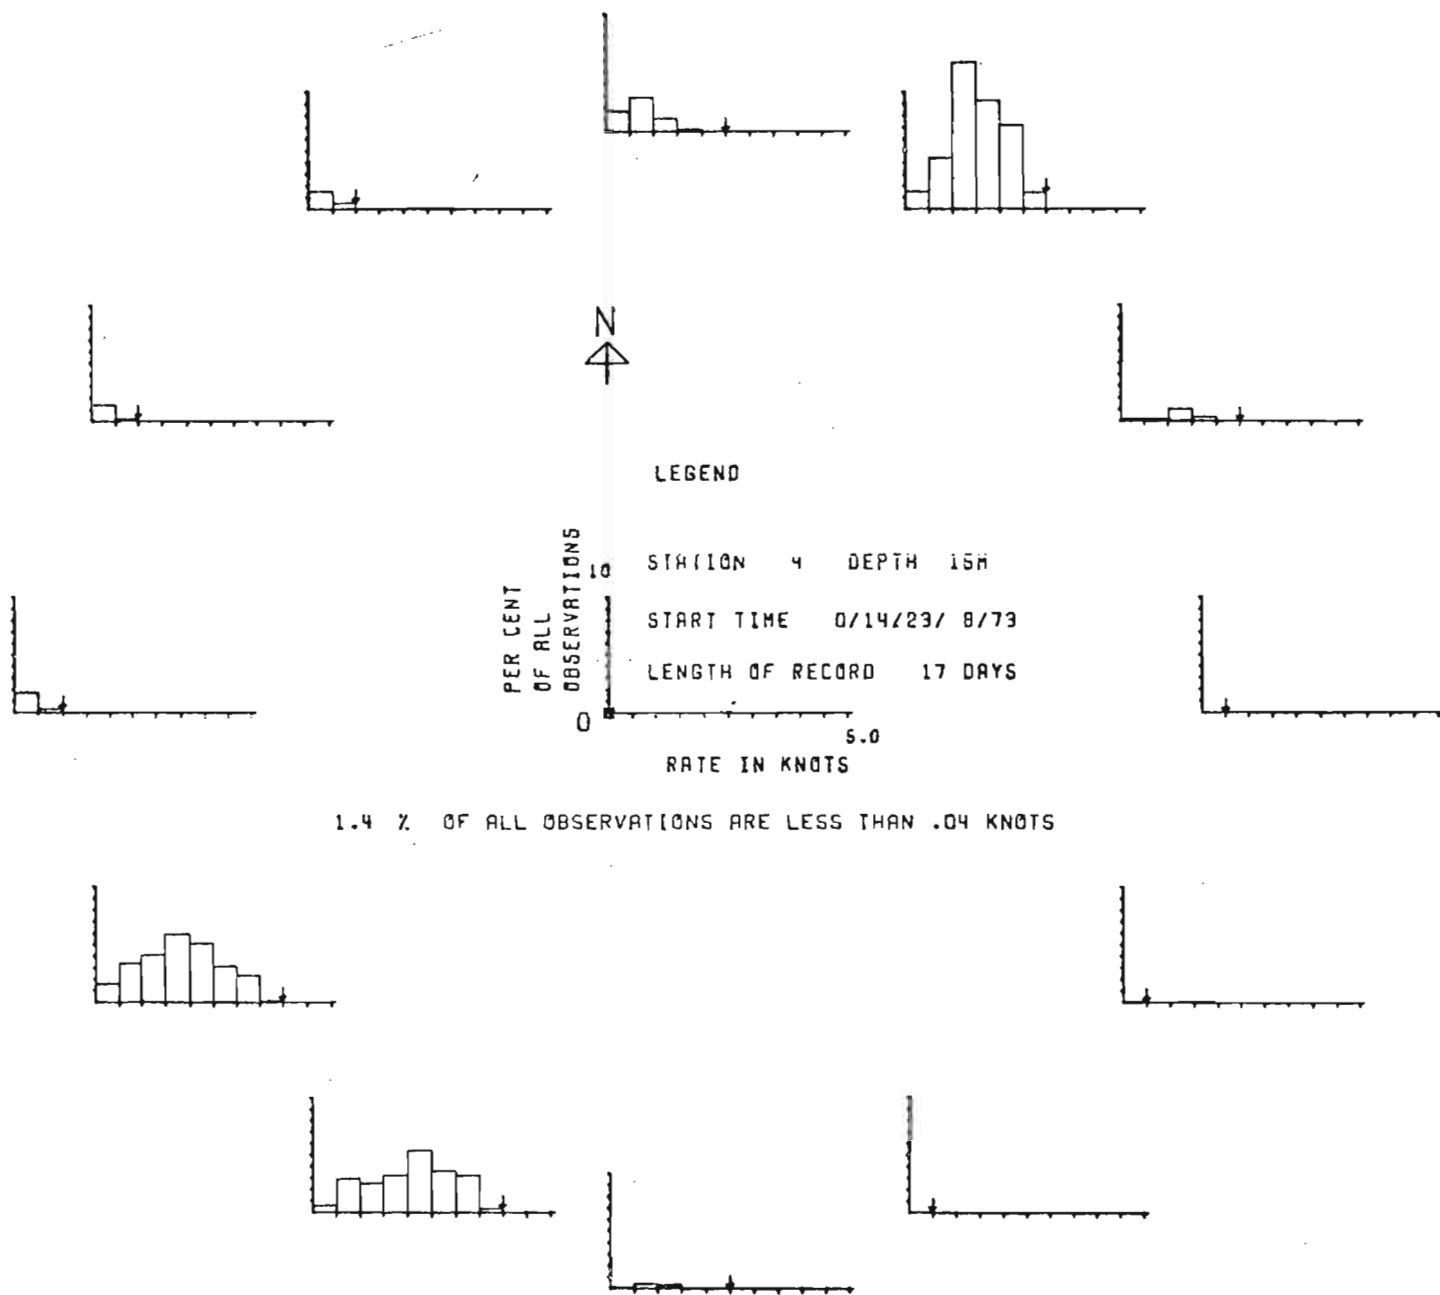 N
LEGEND
PER CENT
OF ALL
OBSERVATIONS
10
0
STATION 4 DEPTH 15M
START TIME 0/14/23/ 8/73
LENGTH OF RECORD 17 DAYS
5.0
RATE IN KNOTS
1.4 % OF ALL OBSERVATIONS ARE LESS THAN .04 KNOTS